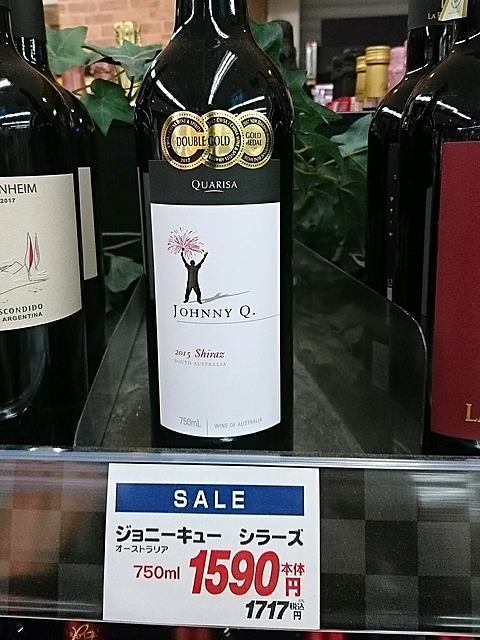 DOUBLE GOLD
GOLD
MEDAL
2017
QUARISA
NHEIM
2017
JOHNNY Q.
SCONDIDO
ARGENTINA
2015 Shiraz
SOUTH AUSTRALIA
750mL WINE OF AUSTRALIA
SALE
ジョニーキュー シラーズ
オーストラリア
750ml 1590 本体 円
1717 税込 円